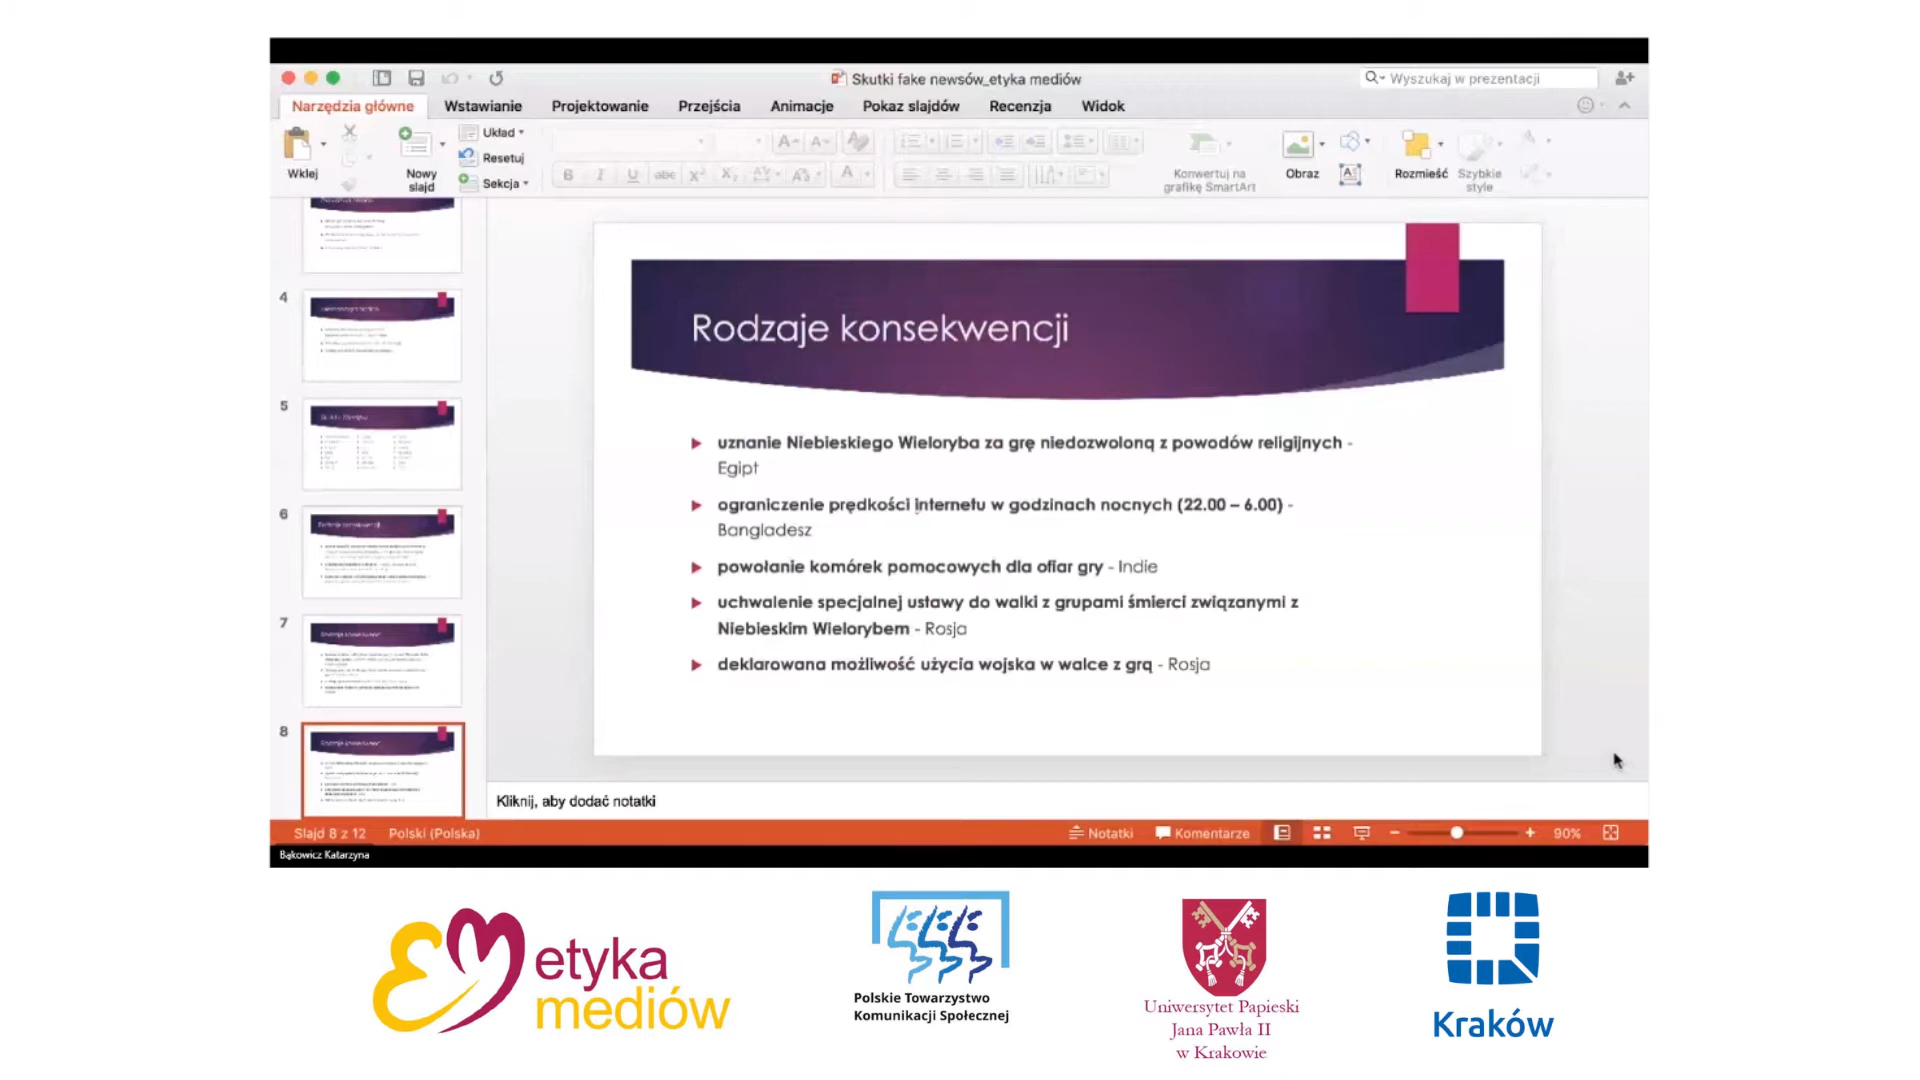 Skutki fake newsów_etyka mediów
Wyszukaj w prezentacji
Narzędzia główne Wstawianie Projektowanie Przejścia Animacje Pokaz slajdów Recenzja Widok
Wklej
Nowy
slajd
Układ
Resetuj
Sekcja
Konwertuj na
grafikę SmartArt
Obraz
Rozmieść
Szybkie
style
4
5
6
7
8
Rodzaje konsekwencji
uznanie Niebieskiego Wieloryba za grę niedozwoloną z powodów religijnych -
Egipt
ograniczenie prędkości internetu w godzinach nocnych (22.00 – 6.00) -
Bangladesz
powołanie komórek pomocowych dla ofiar gry - Indie
uchwalenie specjalnej ustawy do walki z grupami śmierci związanymi z
Niebieskim Wielorybem - Rosja
deklarowana możliwość użycia wojska w walce z grą - Rosja
Kliknij, aby dodać notatki
Slajd 8 z 12 Polski (Polska) Notatki Komentarze 90%
Bąkowicz Katarzyna
etyka
mediów
Polskie Towarzystwo
Komunikacji Społecznej
Uniwersytet Papieski
Jana Pawła II
w Krakowie
Kraków